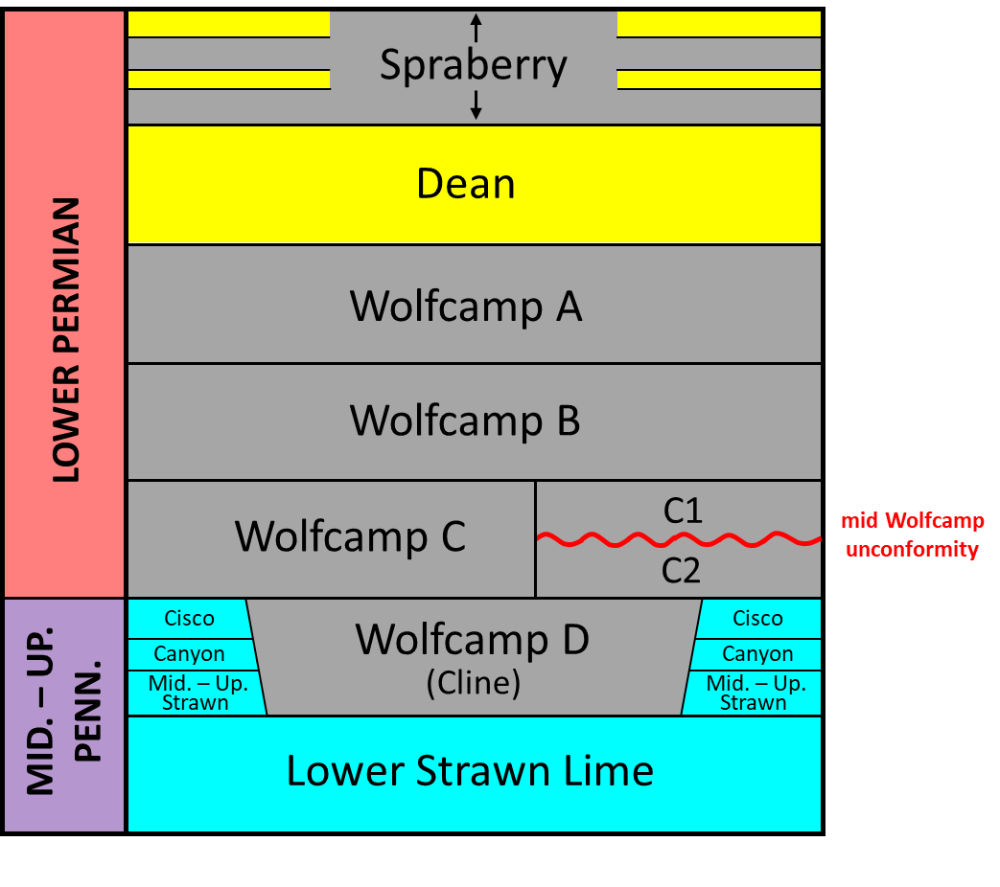 LOWER PERMIAN
Spraberry
Dean
Wolfcamp A
Wolfcamp B
Wolfcamp C
C1
C2
mid Wolfcamp
unconformity
MID. – UP.
PENN.
Cisco
Canyon
Mid. – Up.
Strawn
Wolfcamp D
(Cline)
Cisco
Canyon
Mid. – Up.
Strawn
Lower Strawn Lime